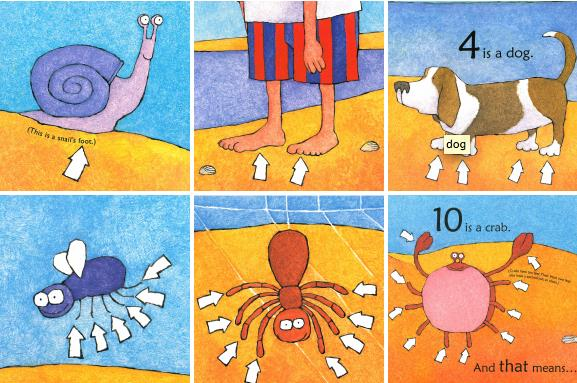 (This is a snail's foot.)
4 is a dog.
dog
10 is a crab.
And that means...